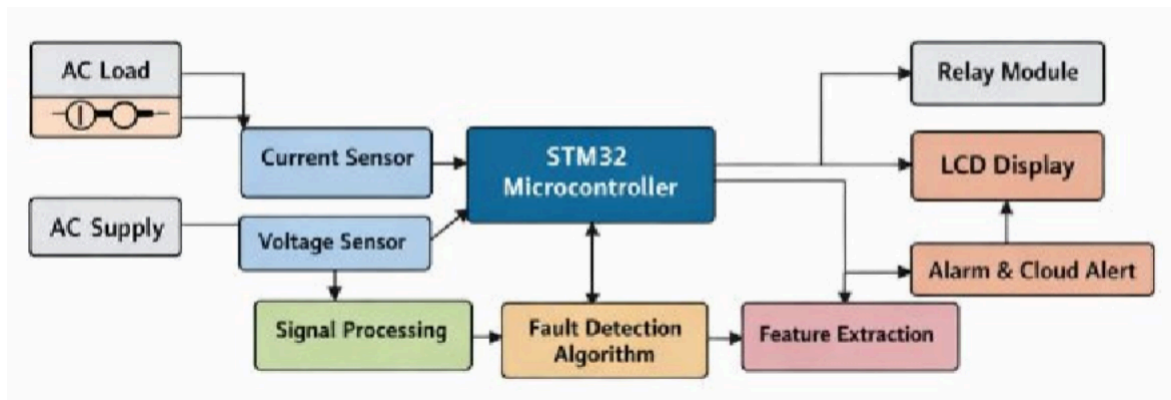 AC Load
Relay Module
Current Sensor
STM32
Microcontroller
LCD Display
AC Supply
Voltage Sensor
Alarm & Cloud Alert
Signal Processing
Fault Detection
Algorithm
Feature Extraction